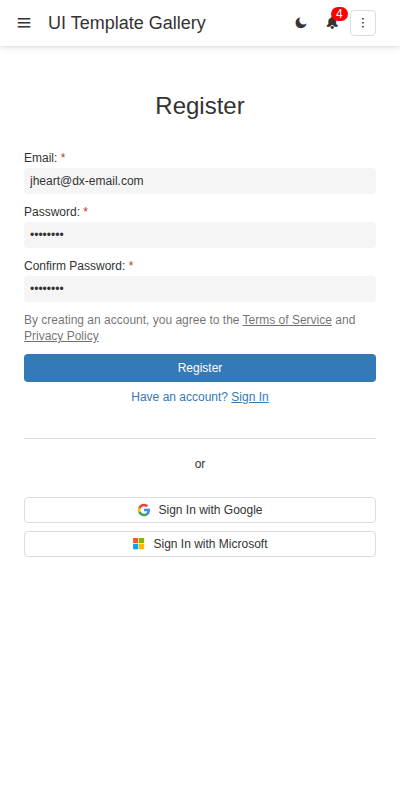 UI Template Gallery
4
Register
Email: *
jheart@dx-email.com
Password: *
••••••••
Confirm Password: *
••••••••
By creating an account, you agree to the Terms of Service and
Privacy Policy
Register
Have an account? Sign In
or
Sign In with Google
Sign In with Microsoft